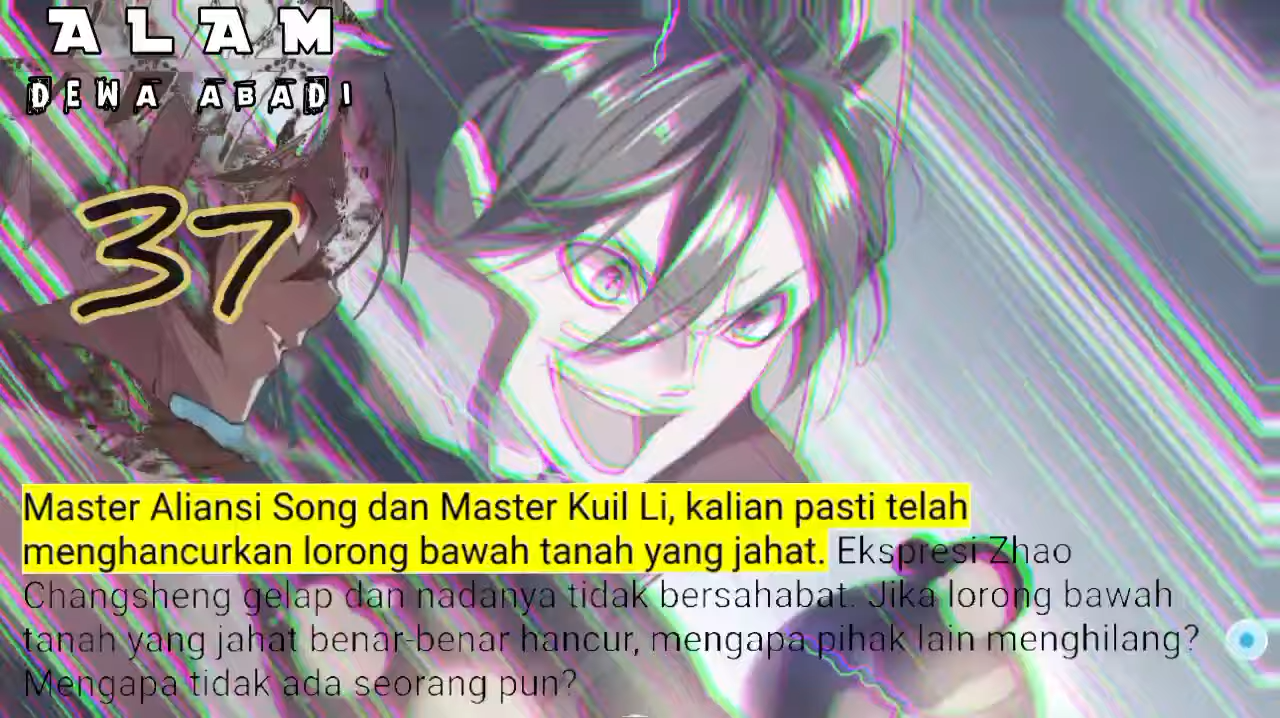 ALAM
DEWA ABADI
37
Master Aliansi Song dan Master Kuil Li, kalian pasti telah
menghancurkan lorong bawah tanah yang jahat. Ekspresi Zhao
Changsheng gelap dan nadanya tidak bersahabat. Jika lorong bawah
tanah yang jahat benar-benar hancur, mengapa pihak lain menghilang?
Mengapa tidak ada seorang pun?